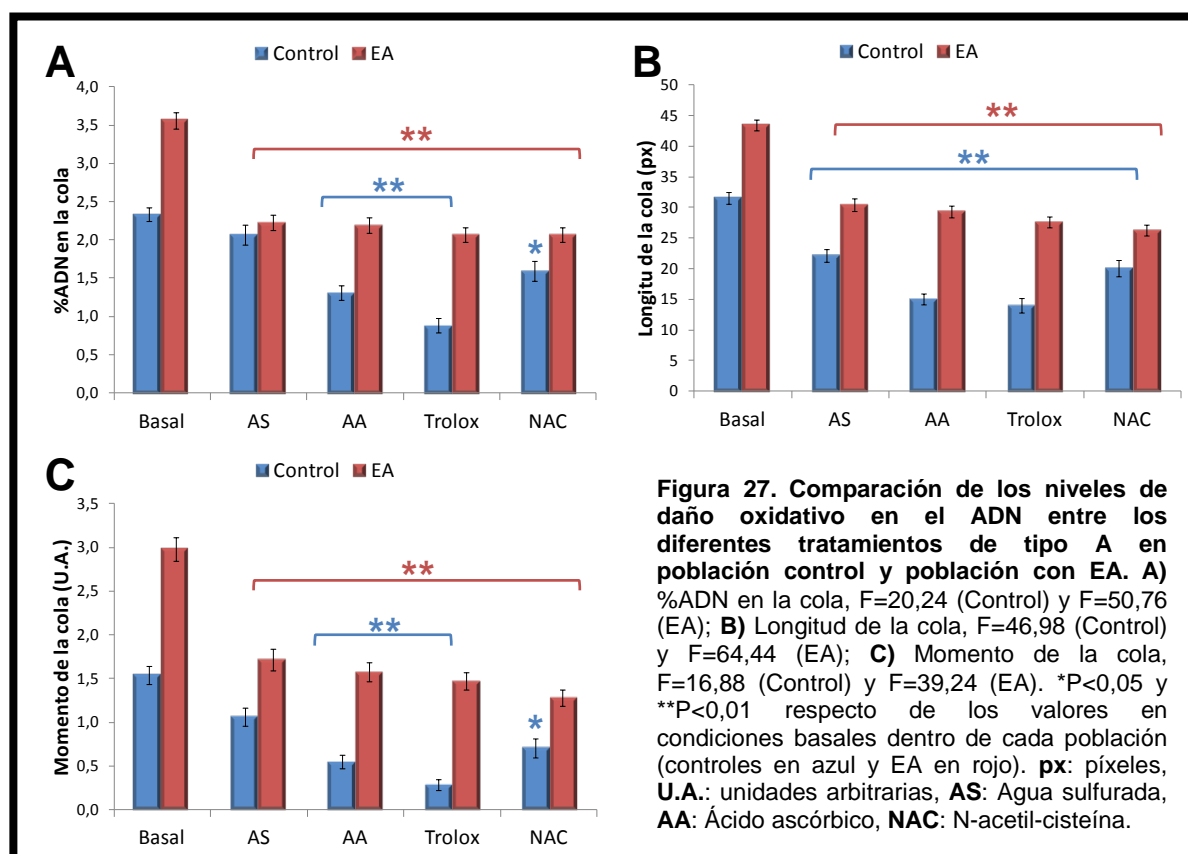 A
Control EA
4,0
3,5
3,0
2,5
2,0
1,5
1,0
0,5
0,0
%ADN en la cola
**
**
*
Basal AS AA Trolox NAC
B
Control EA
50
45
40
35
30
25
20
15
10
5
0
Longitu de la cola (px)
**
**
Basal AS AA Trolox NAC
C
Control EA
3,5
3,0
2,5
2,0
1,5
1,0
0,5
0,0
Momento de la cola (U.A.)
**
**
*
Basal AS AA Trolox NAC
Figura 27. Comparación de los niveles de
daño oxidativo en el ADN entre los
diferentes tratamientos de tipo A en
población control y población con EA. A)
%ADN en la cola, F=20,24 (Control) y F=50,76
(EA); B) Longitud de la cola, F=46,98 (Control)
y F=64,44 (EA); C) Momento de la cola,
F=16,88 (Control) y F=39,24 (EA). *P<0,05 y
**P<0,01 respecto de los valores en
condiciones basales dentro de cada población
(controles en azul y EA en rojo). px: píxeles,
U.A.: unidades arbitrarias, AS: Agua sulfurada,
AA: Ácido ascórbico, NAC: N-acetil-cisteína.